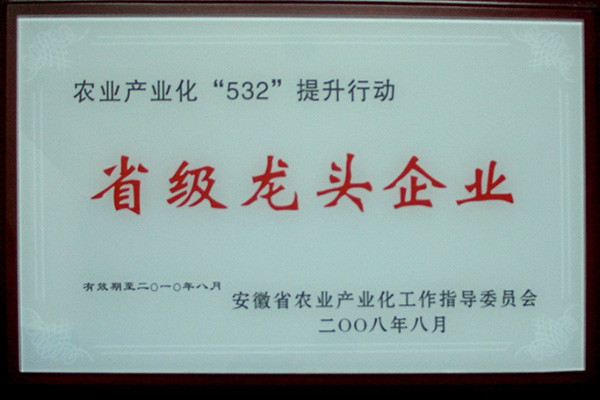 农业产业化“532”提升行动
省级龙头企业
有效期至二〇一〇年八月
安徽省农业产业化工作指导委员会
二〇〇八年八月